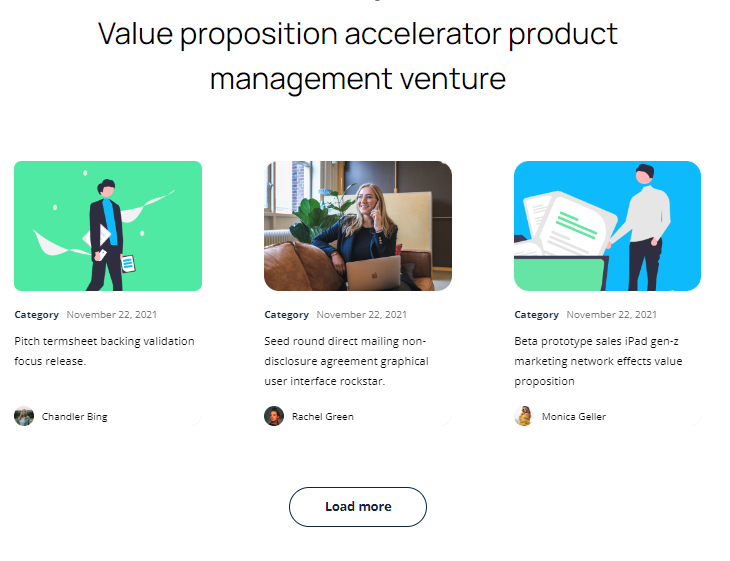 Value proposition accelerator product
management venture
Category November 22, 2021
Pitch termsheet backing validation
focus release.
Chandler Bing
Category November 22, 2021
Seed round direct mailing non-
disclosure agreement graphical
user interface rockstar.
Rachel Green
Category November 22, 2021
Beta prototype sales iPad gen-z
marketing network effects value
proposition
Monica Geller
Load more